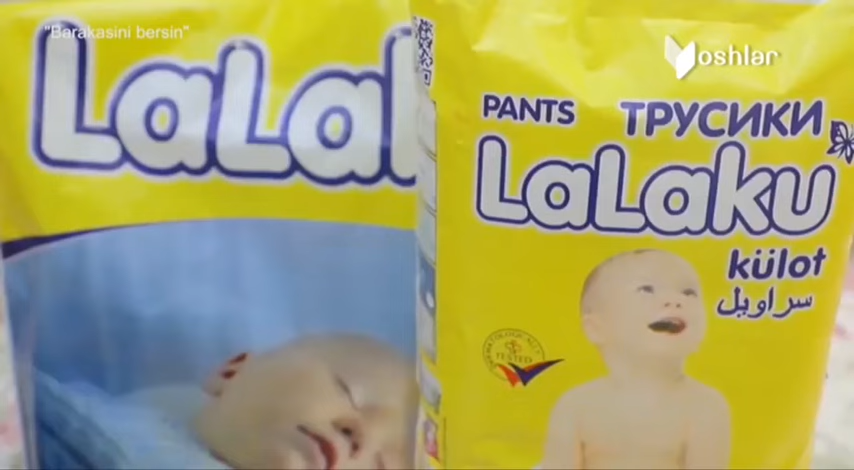 "Barakasini bersin"
Yoshlar
LaLak
PANTS ТРУСИКИ
LaLaku
külot
سراويل
TESTED